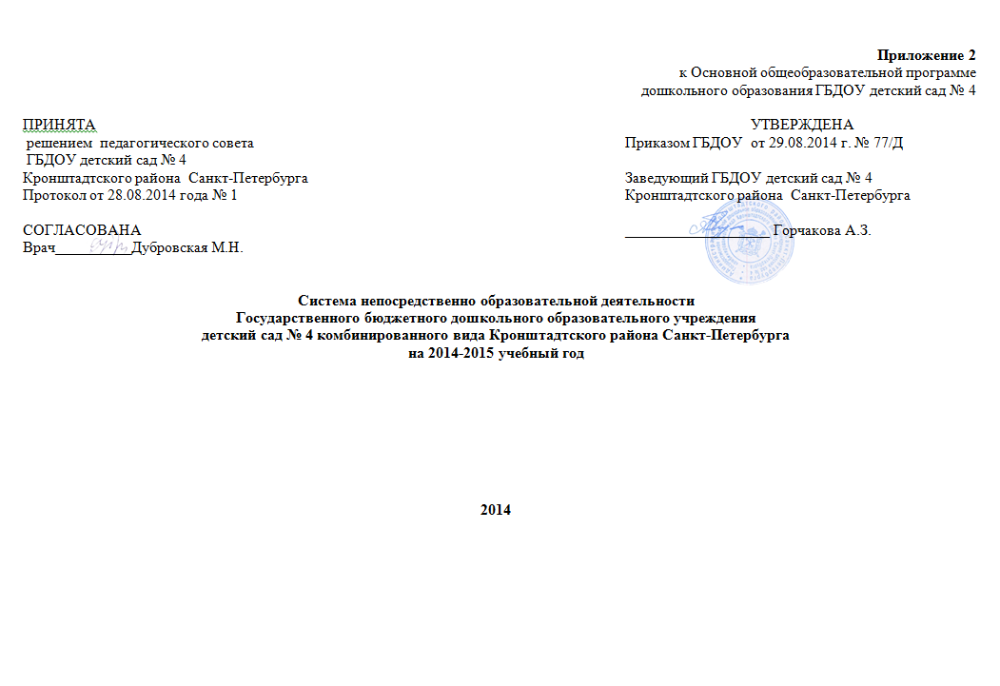 Приложение 2
к Основной общеобразовательной программе
дошкольного образования ГБДОУ детский сад № 4
ПРИНЯТА
решением педагогического совета
ГБДОУ детский сад № 4
Кронштадтского района Санкт-Петербурга
Протокол от 28.08.2014 года № 1
СОГЛАСОВАНА
Врач__________Дубровская М.Н.
УТВЕРЖДЕНА
Приказом ГБДОУ от 29.08.2014 г. № 77/Д
Заведующий ГБДОУ детский сад № 4
Кронштадтского района Санкт-Петербурга
___________________ Горчакова А.З.
Система непосредственно образовательной деятельности
Государственного бюджетного дошкольного образовательного учреждения
детский сад № 4 комбинированного вида Кронштадтского района Санкт-Петербурга
на 2014-2015 учебный год
2014